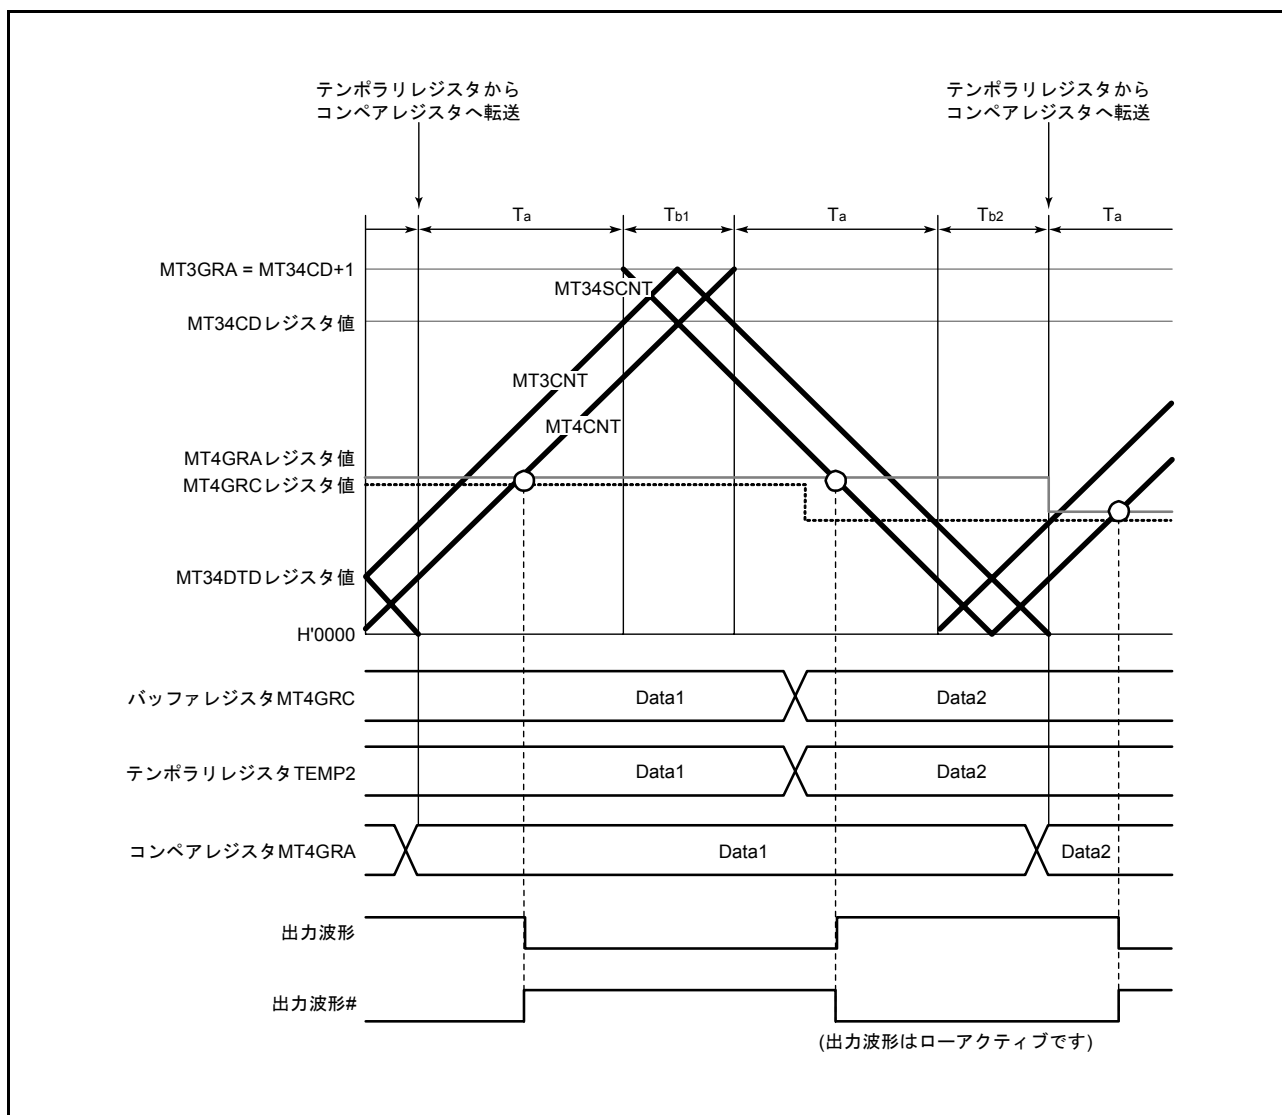 テンポラリレジスタから
コンペアレジスタへ転送
テンポラリレジスタから
コンペアレジスタへ転送
Ta
Tb1
Ta
Tb2
Ta
MT3GRA = MT34CD+1
MT34SCNT
MT34CDレジスタ値
MT3CNT
MT4CNT
MT4GRAレジスタ値
MT4GRCレジスタ値
MT34DTDレジスタ値
H'0000
バッファレジスタMT4GRC
Data1
Data2
テンポラリレジスタTEMP2
Data1
Data2
コンペアレジスタMT4GRA
Data1
Data2
出力波形
出力波形#
(出力波形はローアクティブです)